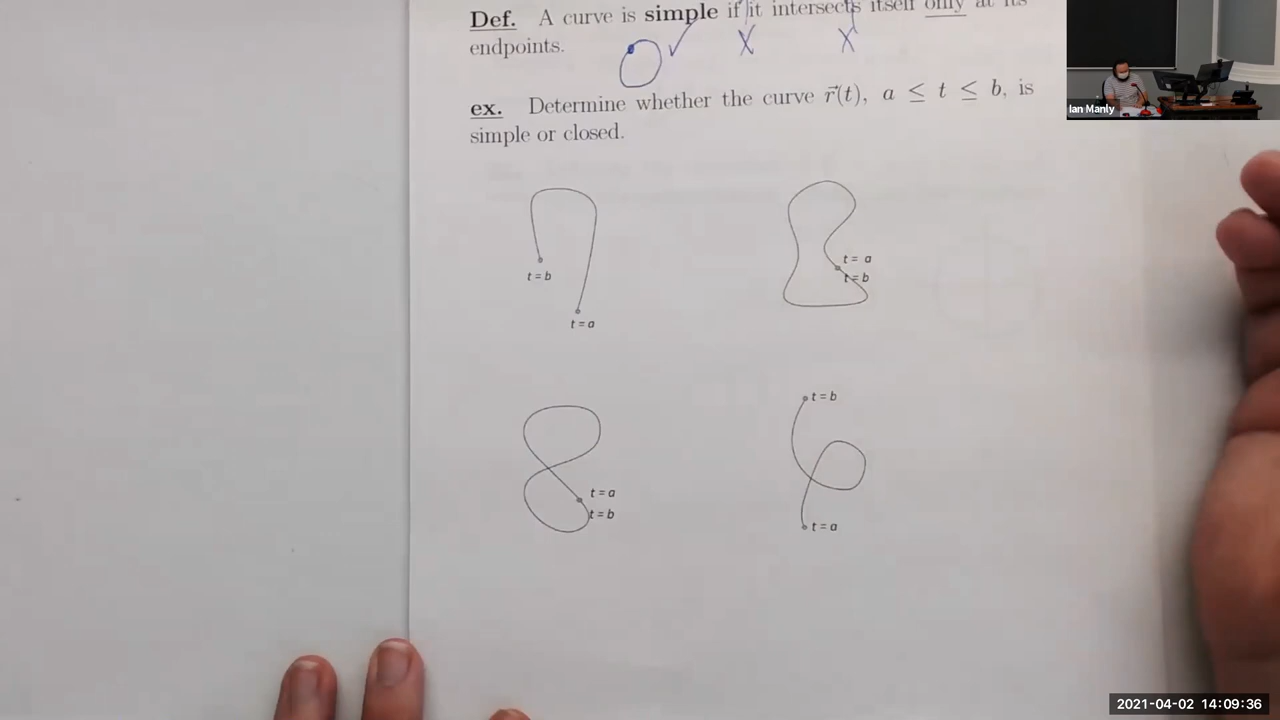 Def. A curve is simple if it intersects itself only at its
endpoints.
✓ X X
ex. Determine whether the curve r⃗(t), a ≤ t ≤ b, is
simple or closed.
t = b
t = a
t = a
t = b
t = a
t = b
t = b
t = a
Ian Manly
2021-04-02 14:09:36